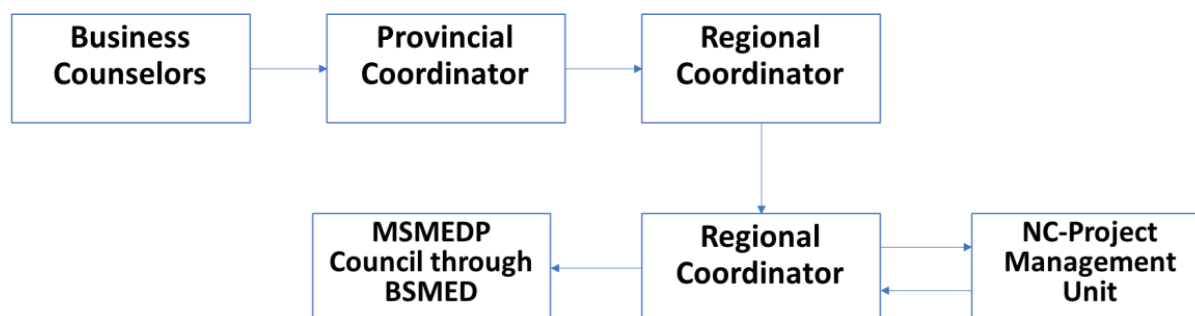 Business
Counselors
Provincial
Coordinator
Regional
Coordinator
MSMEDP
Council through
BSMED
Regional
Coordinator
NC-Project
Management
Unit